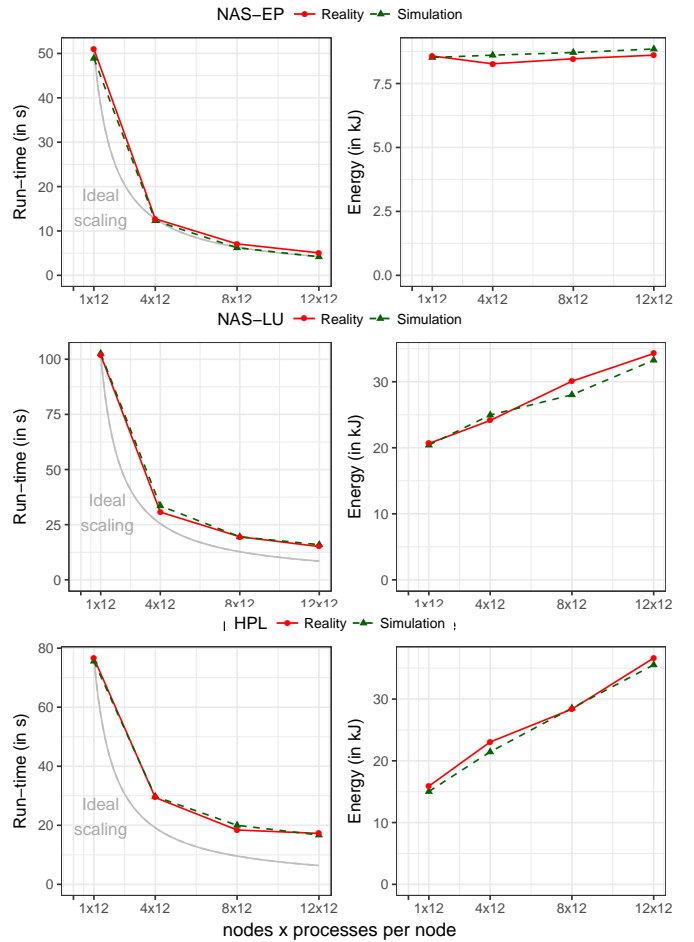 NAS−EP Reality Simulation
Run−time (in s)
50
40
30
20
10
0
Ideal
scaling
1x12 4x12 8x12 12x12
Energy (in kJ)
7.5
5.0
2.5
0.0
1x12 4x12 8x12 12x12
NAS−LU Reality Simulation
Run−time (in s)
100
75
50
25
0
Ideal
scaling
1x12 4x12 8x12 12x12
Energy (in kJ)
30
20
10
0
1x12 4x12 8x12 12x12
HPL Reality Simulation
Run−time (in s)
80
60
40
20
0
Ideal
scaling
1x12 4x12 8x12 12x12
Energy (in kJ)
30
20
10
0
1x12 4x12 8x12 12x12
nodes x processes per node